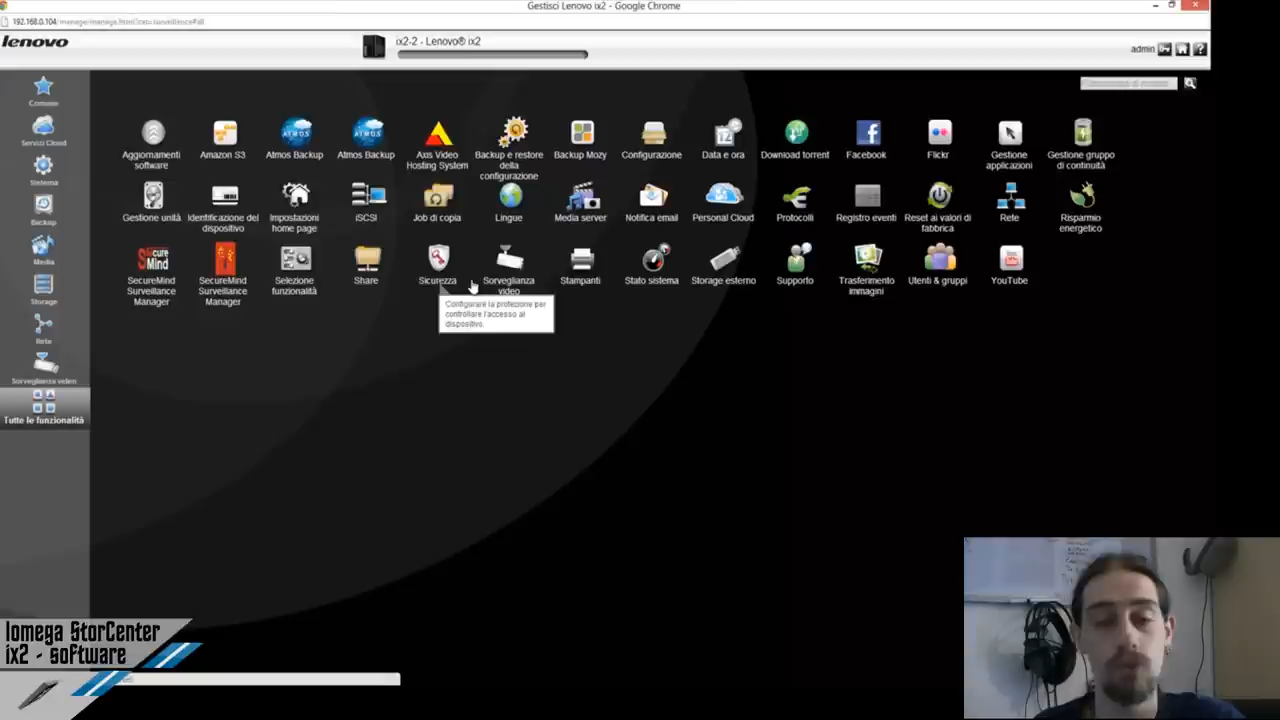 Gestisci Lenovo ix2 - Google Chrome
lenovo
ix2-2 - Lenovo® ix2
admin
Comune
Servizi Cloud
Sistema
Backup
Media
Storage
Rete
Sorveglianza video
Tutte le funzionalità
Aggiornamenti software
Amazon S3
ATMOS
Atmos Backup
ATMOS
Atmos Backup
Axis Video Hosting System
Backup e restore della configurazione
Backup Mozy
Configurazione
12
Data e ora
Download torrent
Facebook
Flickr
Gestione applicazioni
Gestione gruppo di continuità
Gestione unità
Identificazione del dispositivo
Impostazioni home page
iSCSI
Job di copia
Lingue
Media server
Notifica email
Personal Cloud
Protocolli
Registro eventi
Reset ai valori di fabbrica
Rete
Risparmio energetico
Secure Mind
SecureMind Surveillance Manager
SecureMind Surveillance Manager
Selezione funzionalità
Share
Sicurezza
Sorveglianza video
Stampanti
Stato sistema
Storage esterno
Supporto
Trasferimento immagini
Utenti & gruppi
YouTube
Configurare la protezione per
controllare l'accesso al
dispositivo.
Iomega StorCenter
ix2 - software